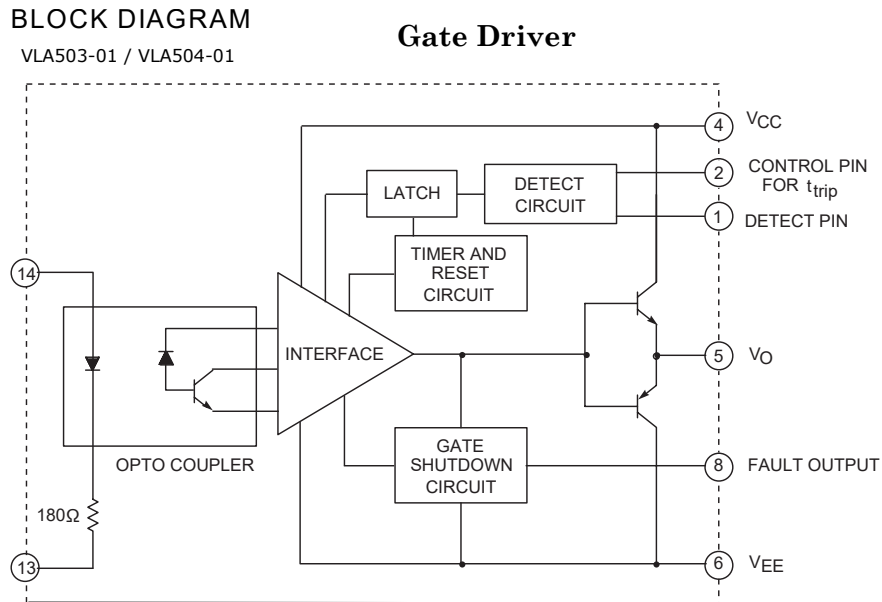 BLOCK DIAGRAM
Gate Driver
VLA503-01 / VLA504-01
4
VCC
2
CONTROL PIN
FOR ttrip
1
DETECT PIN
LATCH
DETECT
CIRCUIT
TIMER AND
RESET
CIRCUIT
14
INTERFACE
5
VO
OPTO COUPLER
GATE
SHUTDOWN
CIRCUIT
8
FAULT OUTPUT
180Ω
13
6
VEE